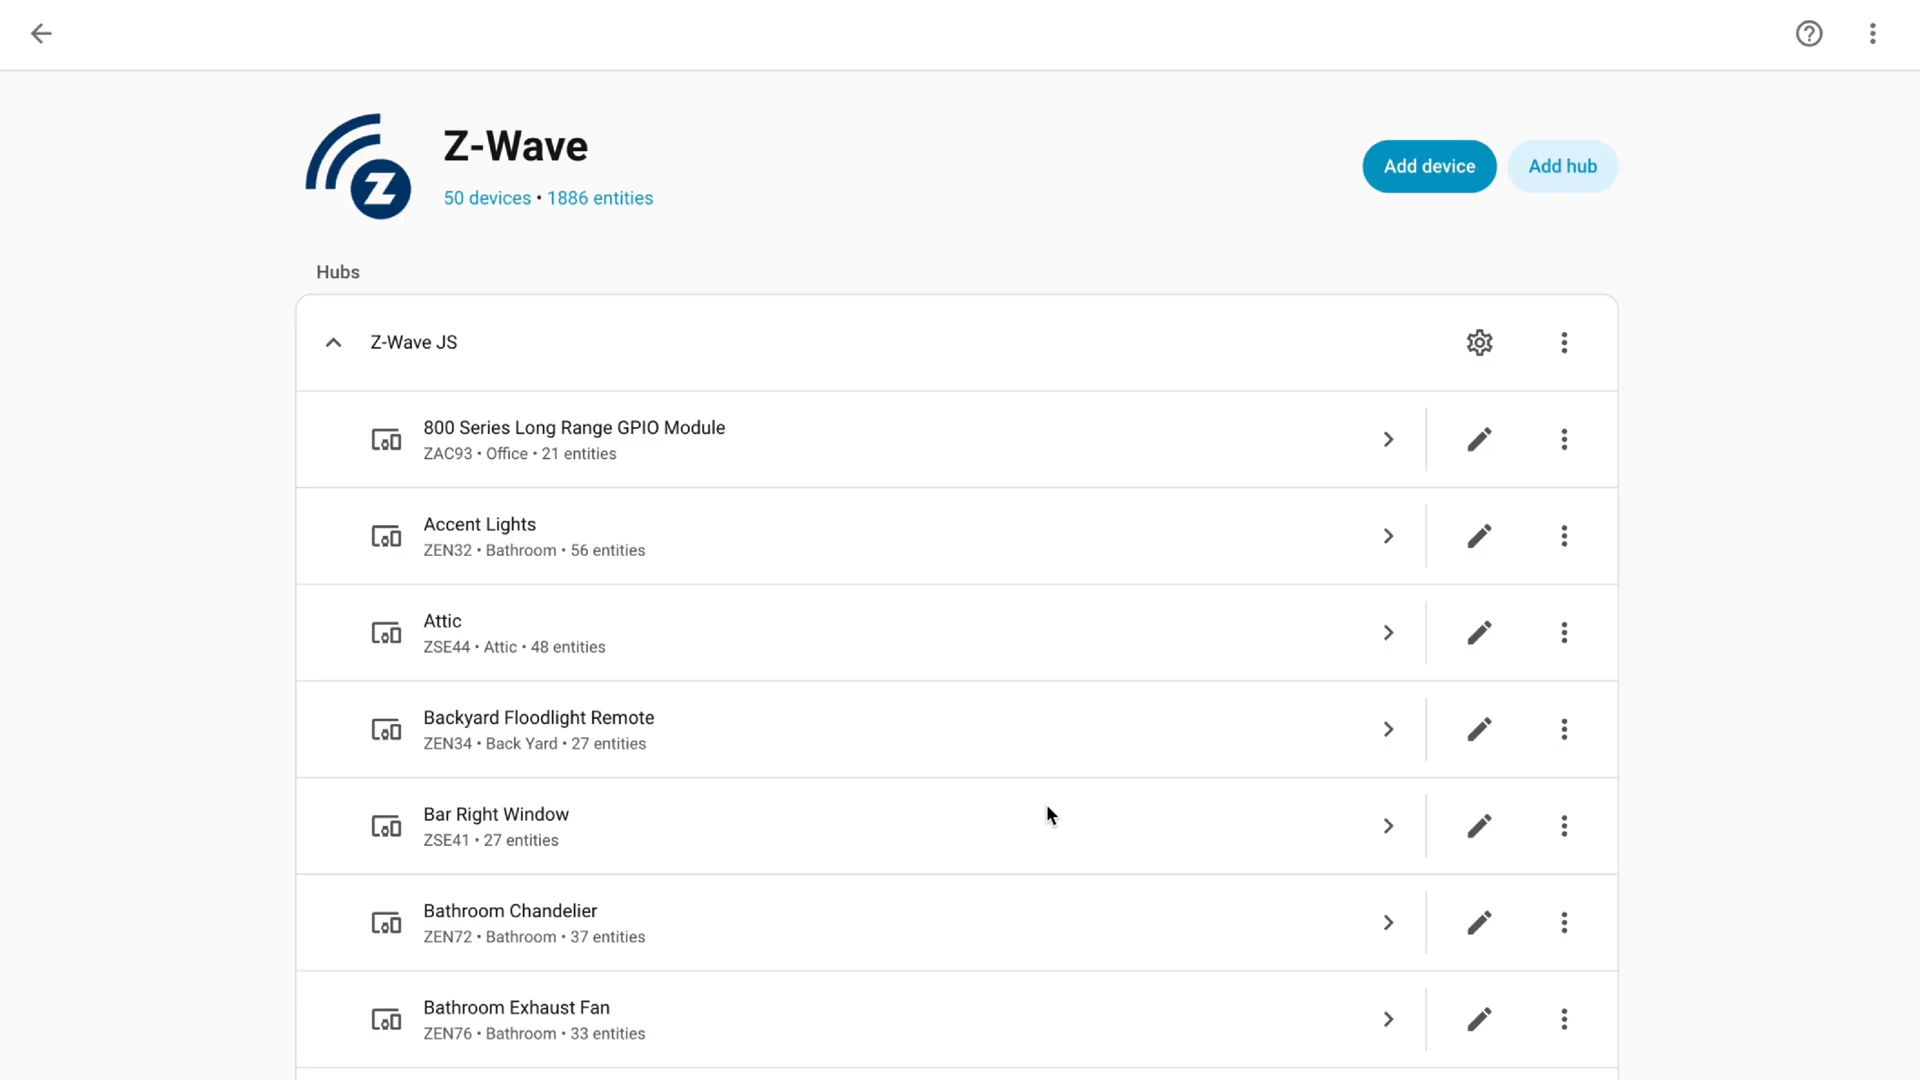 Z-Wave
50 devices • 1886 entities
Add device
Add hub
Hubs
Z-Wave JS
800 Series Long Range GPIO Module
ZAC93 • Office • 21 entities
Accent Lights
ZEN32 • Bathroom • 56 entities
Attic
ZSE44 • Attic • 48 entities
Backyard Floodlight Remote
ZEN34 • Back Yard • 27 entities
Bar Right Window
ZSE41 • 27 entities
Bathroom Chandelier
ZEN72 • Bathroom • 37 entities
Bathroom Exhaust Fan
ZEN76 • Bathroom • 33 entities